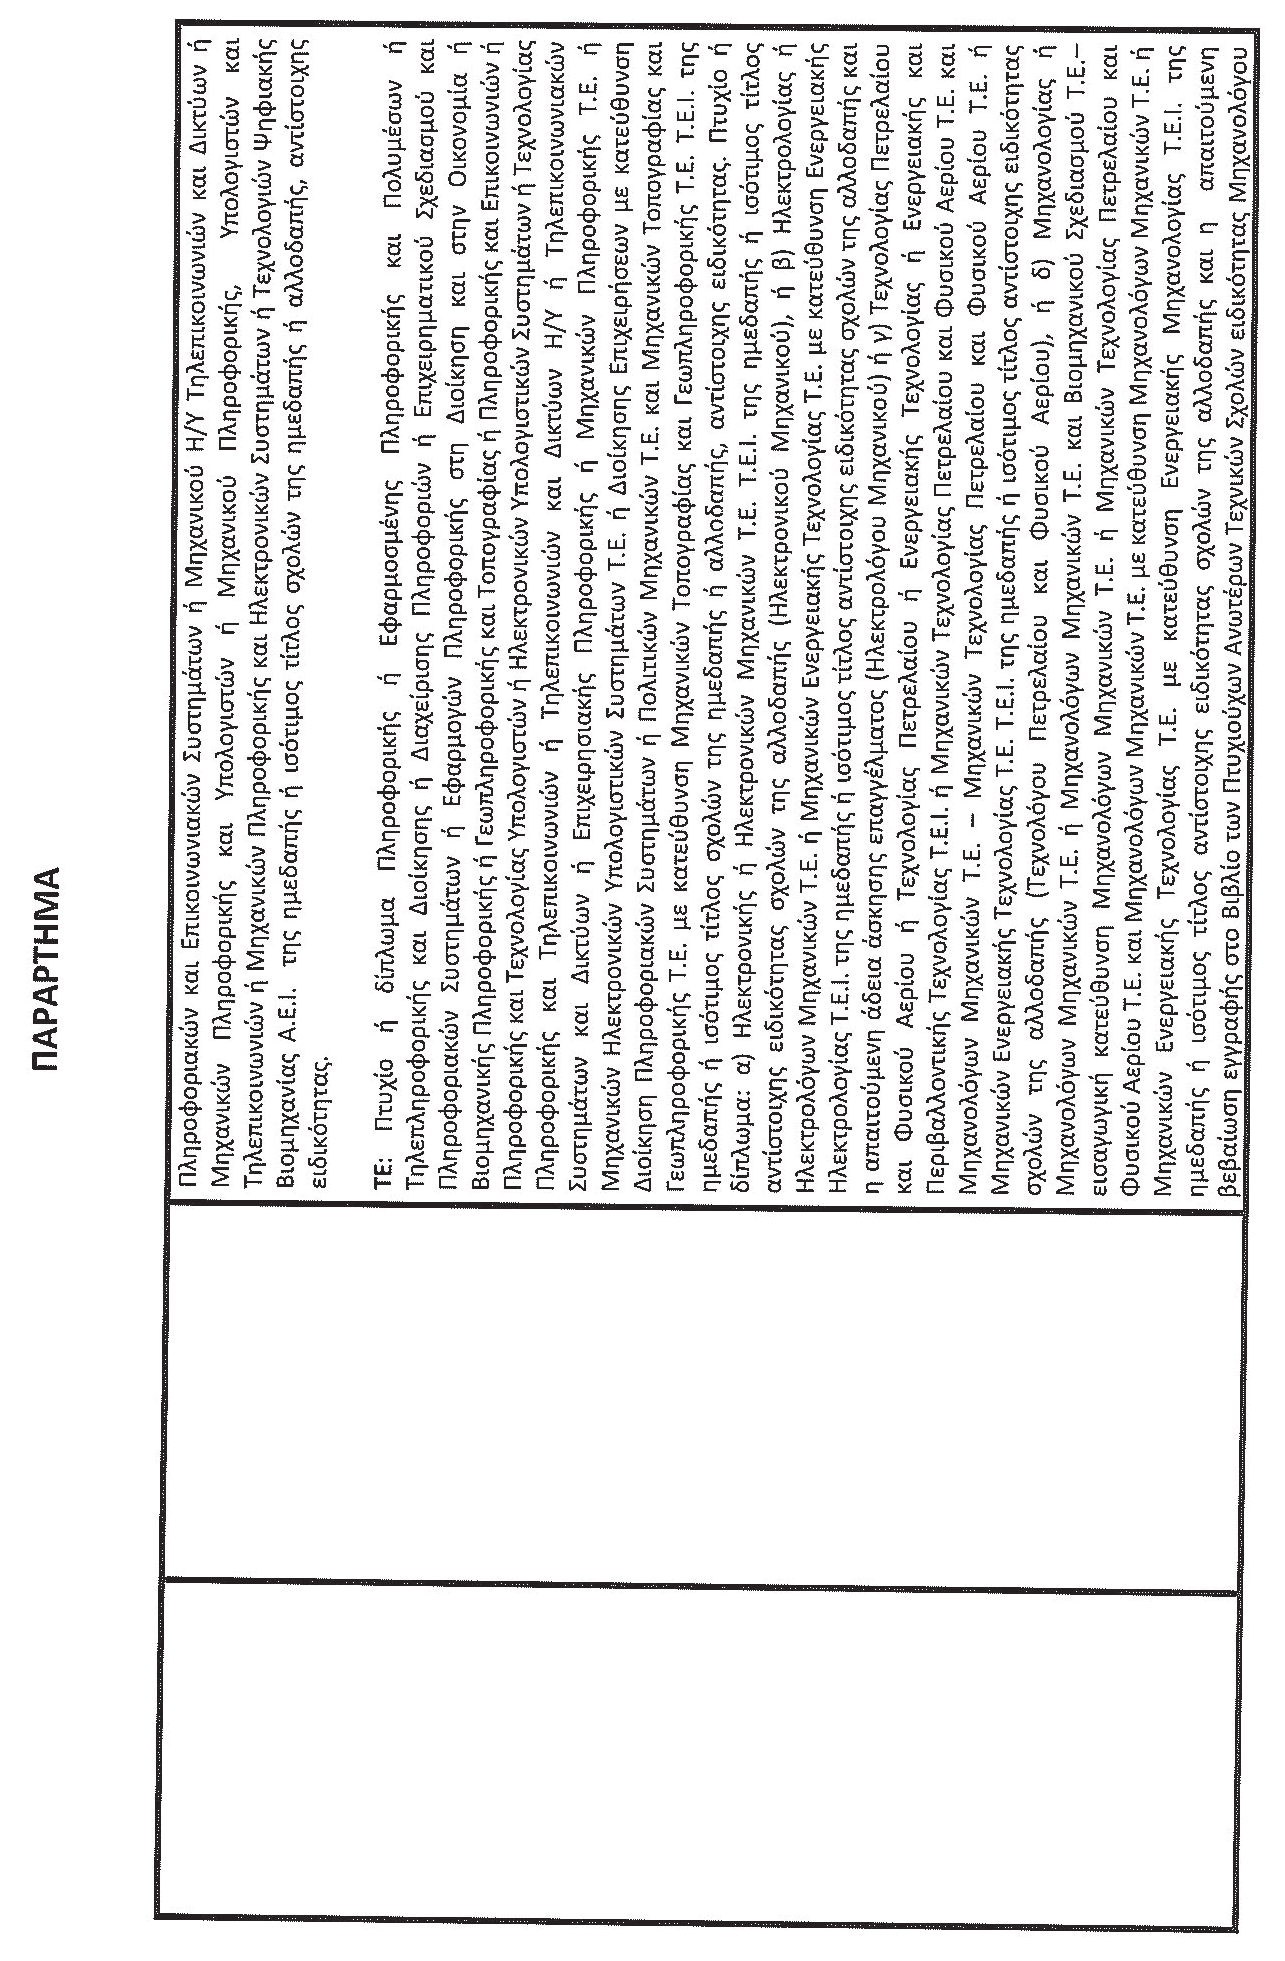 ΠΑΡΑΡΤΗΜΑ
Πληροφοριακών και Επικοινωνιακών Συστημάτων ή Μηχανικού Η/Υ Τηλεπικοινωνιών και Δικτύων ή
Μηχανικών Πληροφορικής και Υπολογιστών ή Μηχανικού Πληροφορικής, Υπολογιστών και
Τηλεπικοινωνιών ή Μηχανικών Πληροφορικής και Ηλεκτρονικών Συστημάτων ή Τεχνολογιών Ψηφιακής
Βιομηχανίας Α.Ε.Ι. της ημεδαπής ή ισότιμος τίτλος σχολών της ημεδαπής ή αλλοδαπής, αντίστοιχης
ειδικότητας.
ΤΕ: Πτυχίο ή δίπλωμα Πληροφορικής ή Εφαρμοσμένης Πληροφορικής και Πολυμέσων ή
Τηλεπληροφορικής και Διοίκησης ή Διαχείρισης Πληροφοριών ή Επιχειρηματικού Σχεδιασμού και
Πληροφοριακών Συστημάτων ή Εφαρμογών Πληροφορικής στη Διοίκηση και στην Οικονομία ή
Βιομηχανικής Πληροφορικής ή Γεωπληροφορικής και Τοπογραφίας ή Πληροφορικής και Επικοινωνιών ή
Πληροφορικής και Τεχνολογίας Υπολογιστών ή Ηλεκτρονικών Υπολογιστικών Συστημάτων ή Τεχνολογίας
Πληροφορικής και Τηλεπικοινωνιών ή Τηλεπικοινωνιών και Δικτύων Η/Υ ή Τηλεπικοινωνιακών
Συστημάτων και Δικτύων ή Επιχειρησιακής Πληροφορικής ή Μηχανικών Πληροφορικής Τ.Ε. ή
Μηχανικών Ηλεκτρονικών Υπολογιστικών Συστημάτων Τ.Ε. ή Διοίκησης Επιχειρήσεων με κατεύθυνση
Διοίκηση Πληροφοριακών Συστημάτων ή Πολιτικών Μηχανικών Τ.Ε. και Μηχανικών Τοπογραφίας και
Γεωπληροφορικής Τ.Ε. με κατεύθυνση Μηχανικών Τοπογραφίας και Γεωπληροφορικής Τ.Ε. Τ.Ε.Ι. της
ημεδαπής ή ισότιμος τίτλος σχολών της ημεδαπής ή αλλοδαπής, αντίστοιχης ειδικότητας. Πτυχίο ή
δίπλωμα: α) Ηλεκτρονικής ή Ηλεκτρονικών Μηχανικών Τ.Ε. Τ.Ε.Ι. της ημεδαπής ή ισότιμος τίτλος
αντίστοιχης ειδικότητας σχολών της αλλοδαπής (Ηλεκτρονικού Μηχανικού), ή β) Ηλεκτρολογίας ή
Ηλεκτρολόγων Μηχανικών Τ.Ε ή Μηχανικών Ενεργειακής Τεχνολογίας Τ.Ε. με κατεύθυνση Ενεργειακής
Ηλεκτρολογίας Τ.Ε.Ι. της ημεδαπής ή ισότιμος τίτλος αντίστοιχης ειδικότητας σχολών της αλλοδαπής και
η απαιτούμενη άδεια άσκησης επαγγέλματος (Ηλεκτρολόγου Μηχανικού) ή γ) Τεχνολογίας Πετρελαίου
και Φυσικού Αερίου ή Τεχνολογίας Πετρελαίου ή Ενεργειακής Τεχνολογίας ή Ενεργειακής και
Περιβαλλοντικής Τεχνολογίας Τ.Ε.Ι. ή Μηχανικών Τεχνολογίας Πετρελαίου και Φυσικού Αερίου Τ.Ε. και
Μηχανολόγων Μηχανικών Τ.Ε. – Μηχανικών Τεχνολογίας Πετρελαίου και Φυσικού Αερίου Τ.Ε. ή
Μηχανικών Ενεργειακής Τεχνολογίας Τ.Ε. Τ.Ε.Ι. της ημεδαπής ή ισότιμος τίτλος αντίστοιχης ειδικότητας
σχολών της αλλοδαπής (Τεχνολόγου Πετρελαίου και Φυσικού Αερίου), ή δ) Μηχανολογίας ή
Μηχανολόγων Μηχανικών Τ.Ε. ή Μηχανολόγων Μηχανικών Τ.Ε. και Βιομηχανικού Σχεδιασμού Τ.Ε.–
εισαγωγική κατεύθυνση Μηχανολόγων Μηχανικών Τ.Ε. ή Μηχανικών Τεχνολογίας Πετρελαίου και
Φυσικού Αερίου Τ.Ε. και Μηχανολόγων Μηχανικών Τ.Ε. με κατεύθυνση Μηχανολόγων Μηχανικών Τ.Ε. ή
Μηχανικών Ενεργειακής Τεχνολογίας Τ.Ε. με κατεύθυνση Ενεργειακής Μηχανολογίας Τ.Ε.Ι. της
ημεδαπής ή ισότιμος τίτλος αντίστοιχης ειδικότητας σχολών της αλλοδαπής και η απαιτούμενη
βεβαίωση εγγραφής στο Βιβλίο των Πτυχιούχων Ανωτέρων Τεχνικών Σχολών ειδικότητας Μηχανολόγου